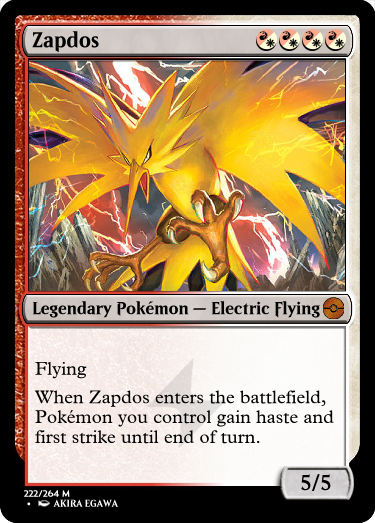 Zapdos
Legendary Pokémon — Electric Flying
Flying
When Zapdos enters the battlefield,
Pokémon you control gain haste and
first strike until end of turn.
5/5
222/264 M
• AKIRA EGAWA